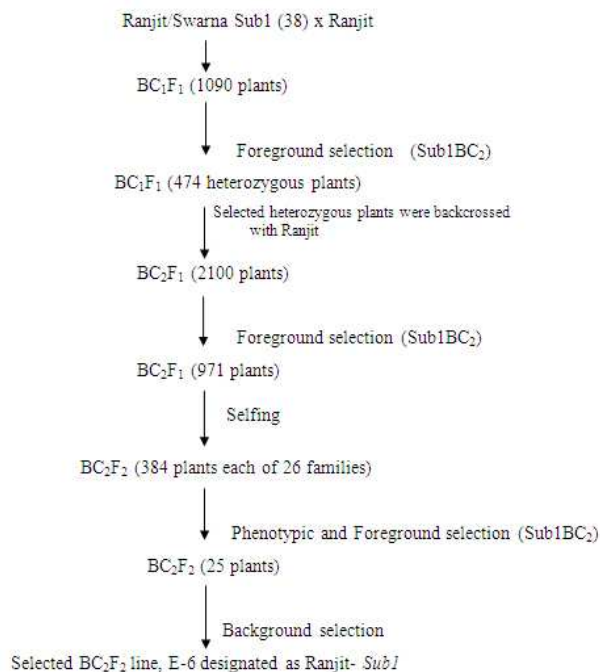 Ranjit/Swarna Sub1 (38) x Ranjit
BC₁F₁ (1090 plants)
Foreground selection (Sub1BC₂)
BC₁F₁ (474 heterozygous plants)
Selected heterozygous plants were backcrossed
with Ranjit
BC₂F₁ (2100 plants)
Foreground selection (Sub1BC₂)
BC₂F₁ (971 plants)
Selfing
BC₂F₂ (384 plants each of 26 families)
Phenotypic and Foreground selection (Sub1BC₂)
BC₂F₂ (25 plants)
Background selection
Selected BC₂F₂ line, E-6 designated as Ranjit- Sub1